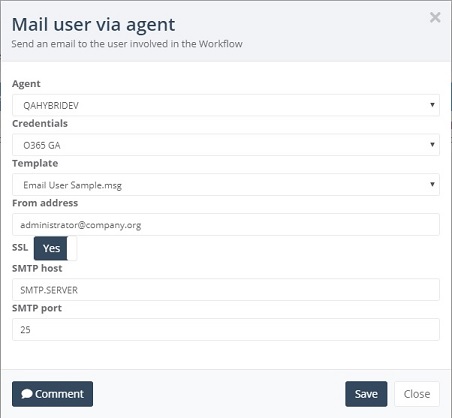 Mail user via agent
Send an email to the user involved in the Workflow
Agent
QAHYBRIDEV
Credentials
O365 GA
Template
Email User Sample.msg
From address
administrator@company.org
SSL Yes
SMTP host
SMTP.SERVER
SMTP port
25
Comment Save Close